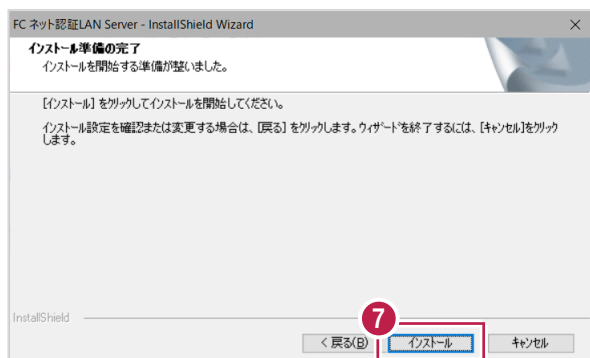 FC ネット認証LAN Server - InstallShield Wizard
インストール準備の完了
インストールを開始する準備が整いました。
[インストール] をクリックしてインストールを開始してください。
インストール設定を確認または変更する場合は、[戻る] をクリックします。ウィザードを終了するには、[キャンセル]をクリック
します。
InstallShield
7
< 戻る(B)
インストール
キャンセル